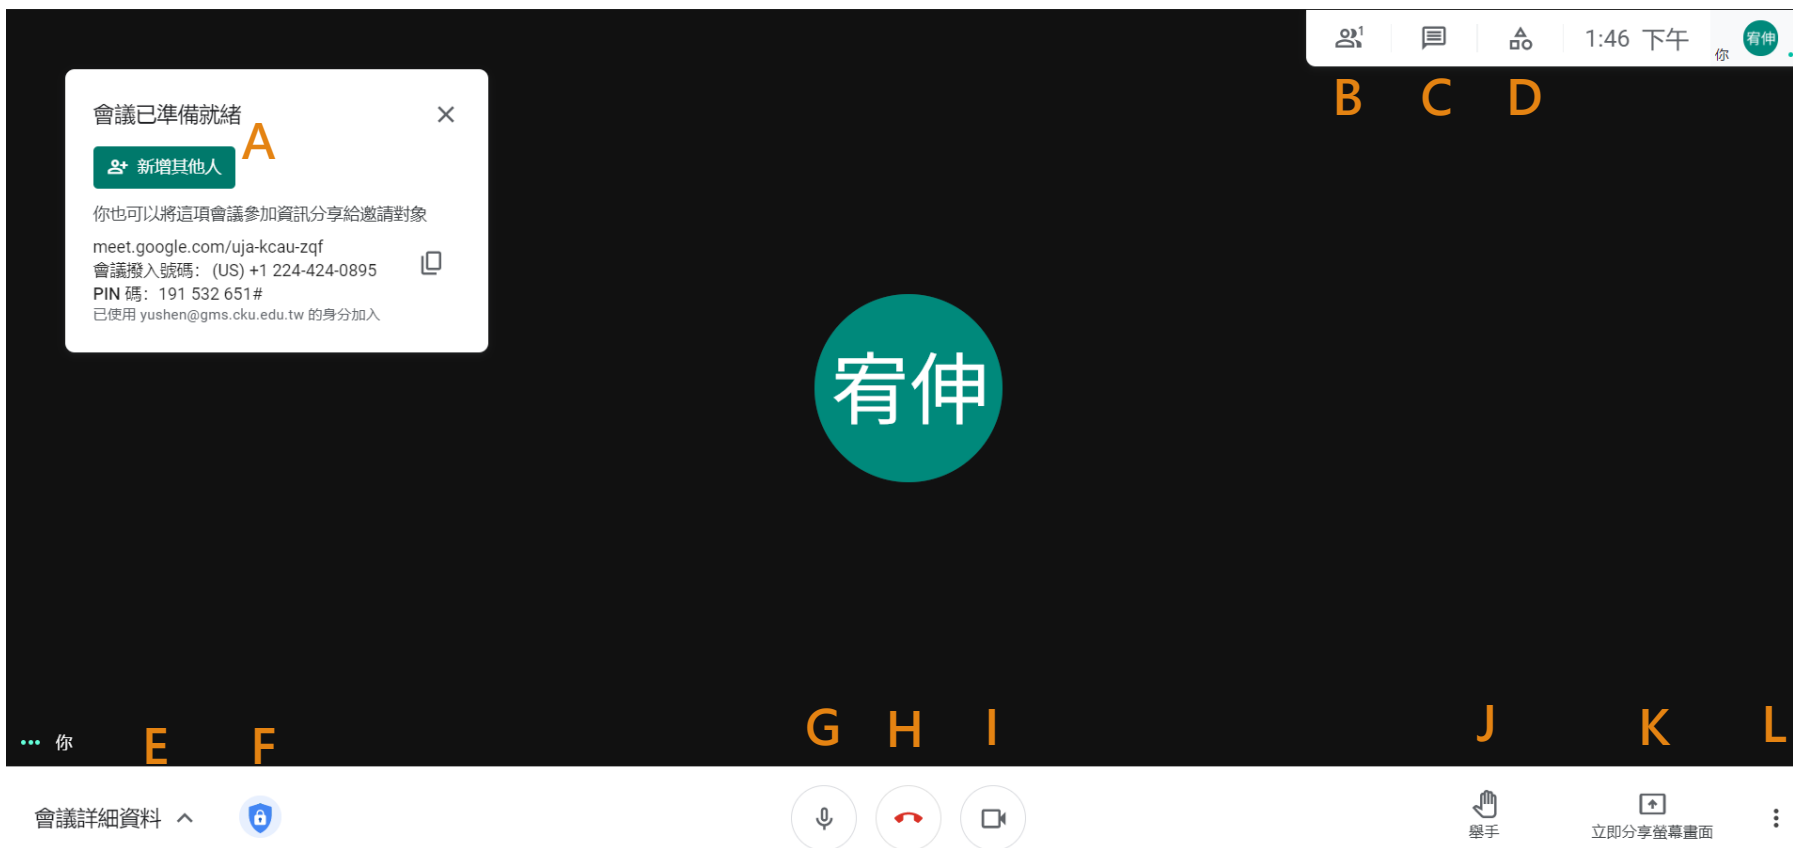 1
1:46 下午
你
宥伸
B
C
D
會議已準備就緒
A
新增其他人
你也可以將這項會議參加資訊分享給邀請對象
meet.google.com/uja-kcau-zqf
會議撥入號碼： (US) +1 224-424-0895
PIN 碼： 191 532 651#
已使用 yushen@gms.cku.edu.tw 的身分加入
宥伸
你
E
F
G
H
I
J
K
L
會議詳細資料
舉手
立即分享螢幕畫面